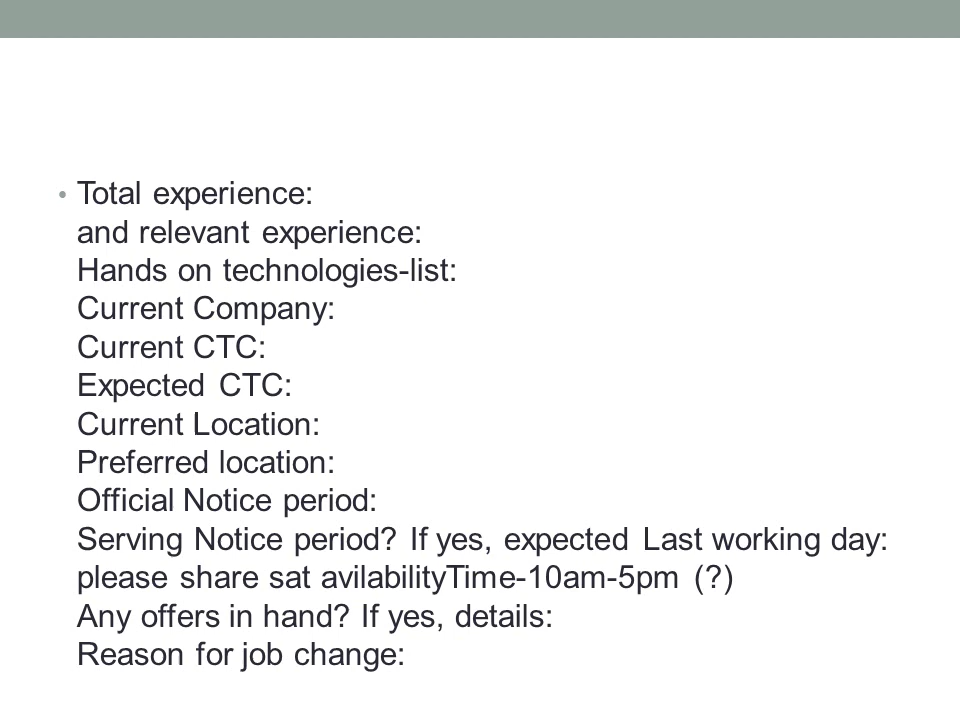 • Total experience:
and relevant experience:
Hands on technologies-list:
Current Company:
Current CTC:
Expected CTC:
Current Location:
Preferred location:
Official Notice period:
Serving Notice period? If yes, expected Last working day:
please share sat avilabilityTime-10am-5pm (?)
Any offers in hand? If yes, details:
Reason for job change: